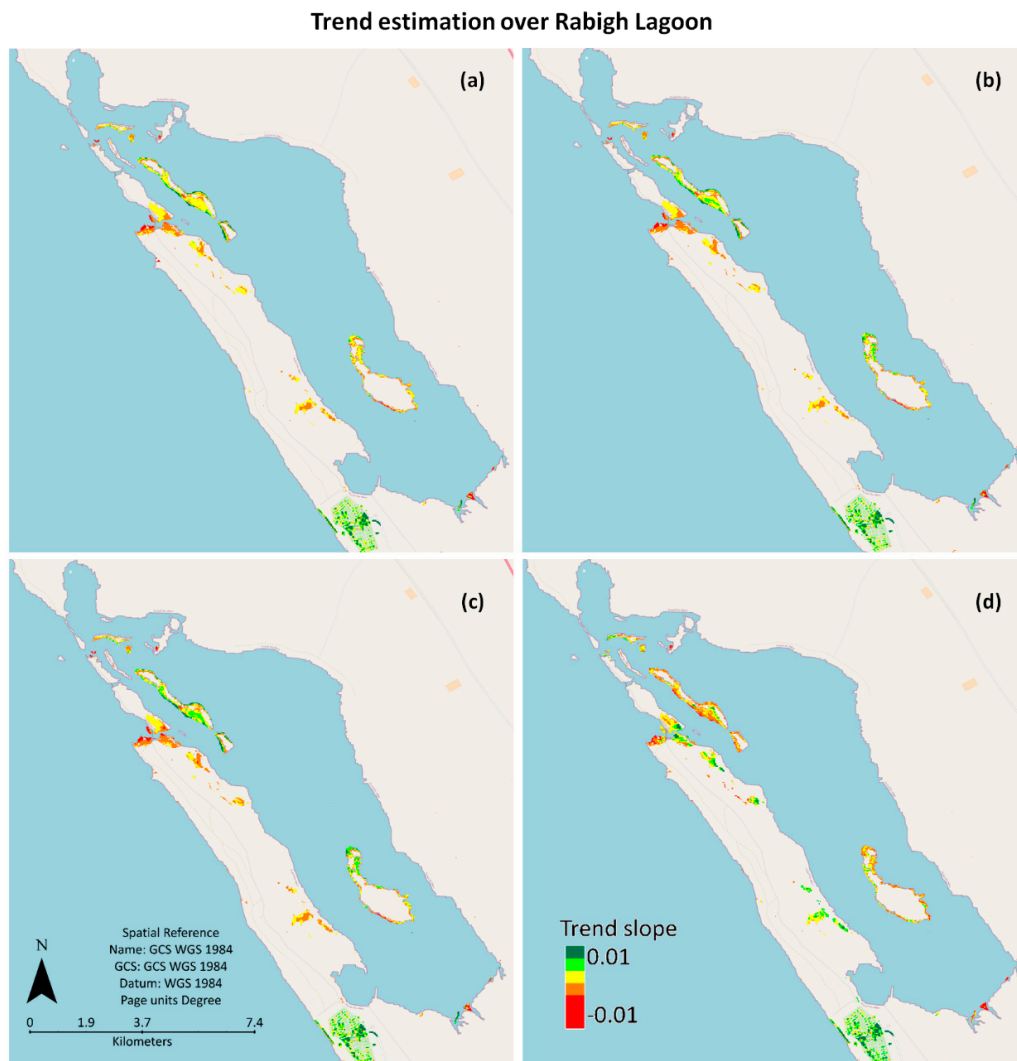 Trend estimation over Rabigh Lagoon
(a)
(b)
(c)
(d)
Spatial Reference
Name: GCS WGS 1984
GCS: GCS WGS 1984
Datum: WGS 1984
Page units Degree
N
0 1.9 3.7 7.4
Kilometers
Trend slope
0.01
-0.01